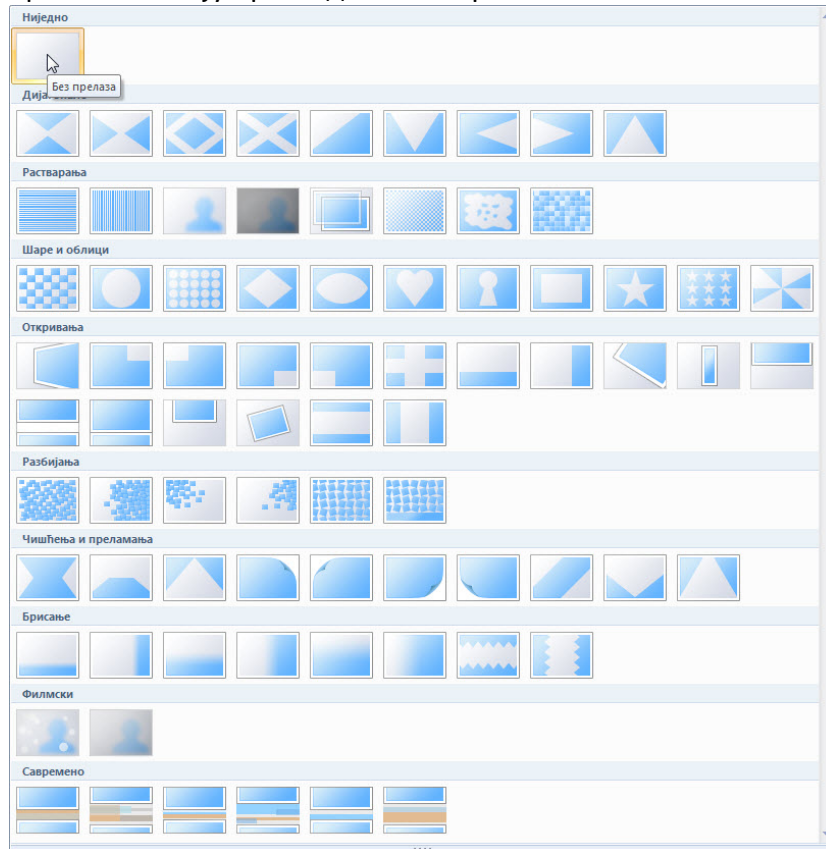 Ниједно
Без прелаза
Растварања
Шаре и облици
Откривања
Разбијања
Чишћења и преламања
Брисање
Филмски
Савремено